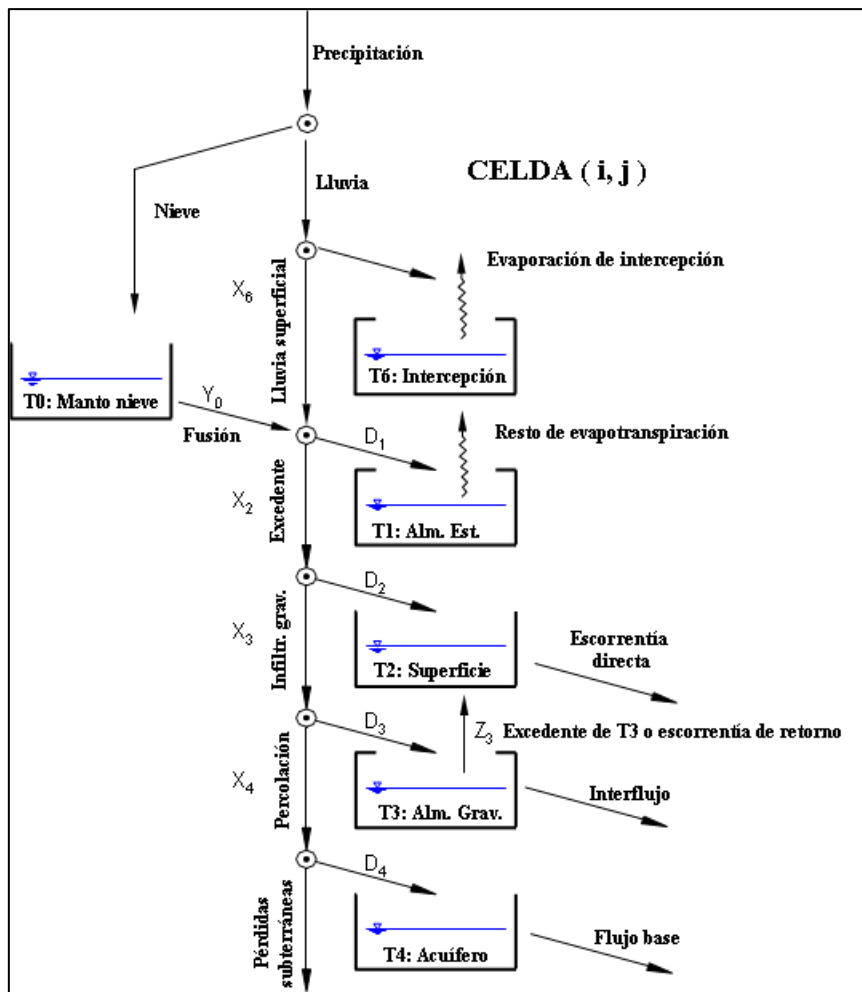 Precipitación
CELDA ( i, j )
Lluvia
Nieve
Evaporación de intercepción
X6
Lluvia superficial
T6: Intercepción
T0: Manto nieve
Y0
Fusión
D1
Resto de evapotranspiración
X2
Excedente
T1: Alm. Est.
D2
X3
Infiltr. grav.
T2: Superficie
Escorrentía
directa
D3
Z3
Excedente de T3 o escorrentía de retorno
X4
Percolación
T3: Alm. Grav.
Interflujo
D4
Pérdidas
subterráneas
T4: Acuífero
Flujo base